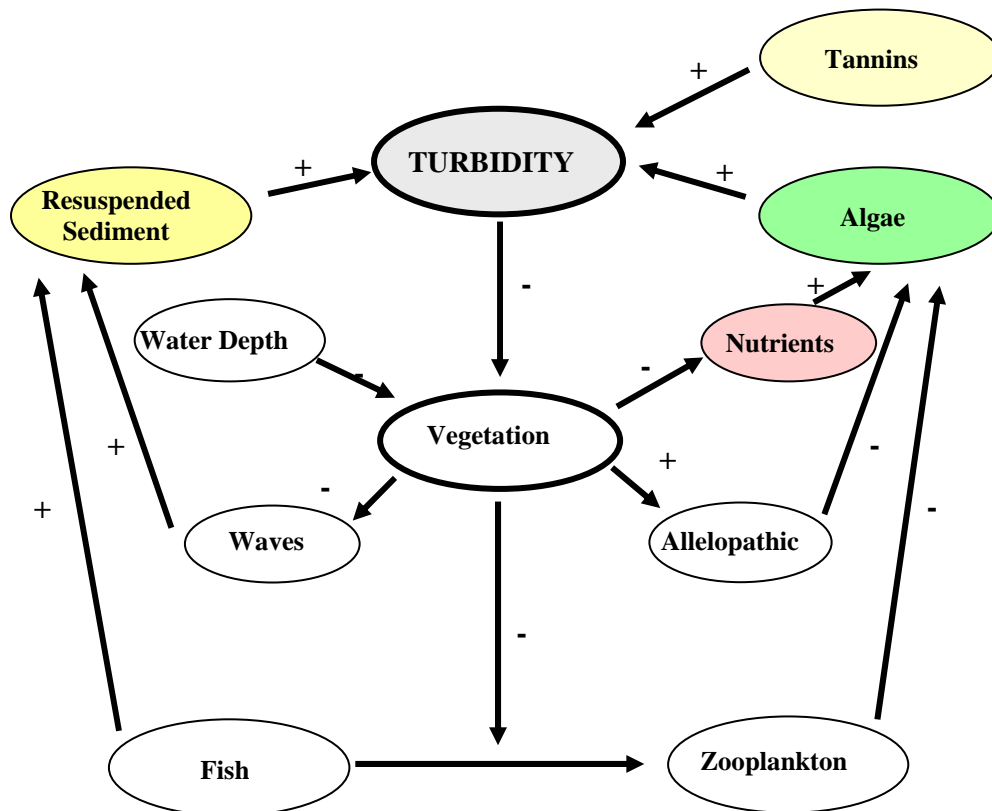 Tannins
+
TURBIDITY
+
+
Resuspended
Sediment
Algae
-
+
Water Depth
Nutrients
-
-
Vegetation
+
+
-
-
Waves
Allelopathic
+
-
-
Fish
Zooplankton